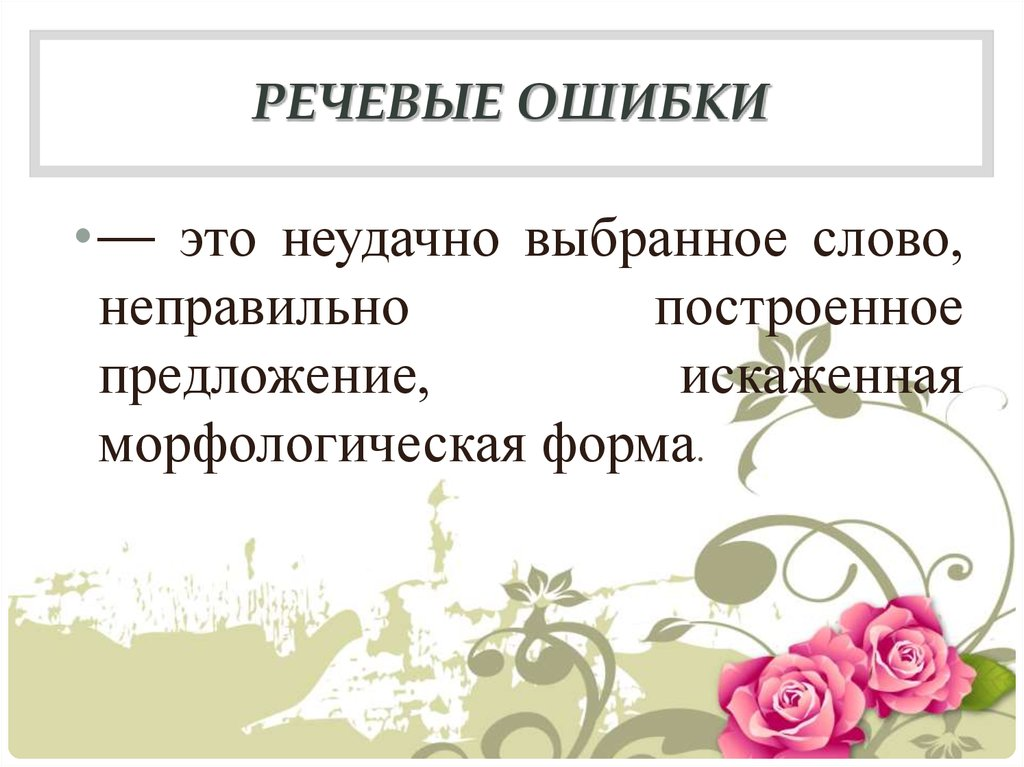 РЕЧЕВЫЕ ОШИБКИ
•— это неудачно выбранное слово,
неправильно построенное
предложение, искаженная
морфологическая форма.